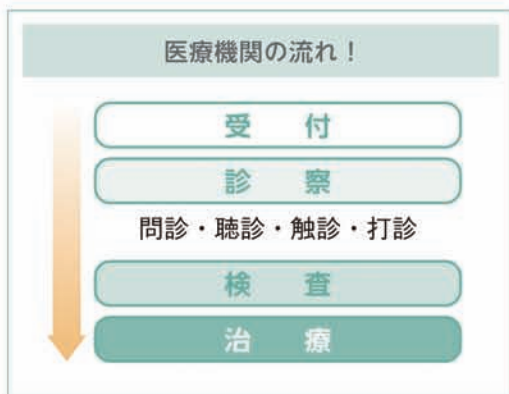 医療機関の流れ！
受　付
診　察
問診・聴診・触診・打診
検　査
治　療